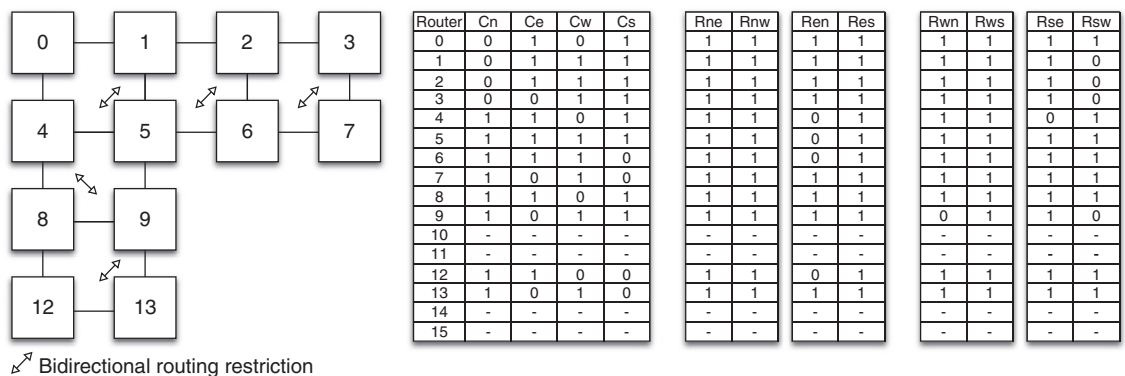 0 1 2 3
4 5 6 7
8 9
12 13
Bidirectional routing restriction
Router Cn Ce Cw Cs Rne Rnw Ren Res Rwn Rws Rse Rsw
0 0 1 0 1 1 1 1 1 1 1 1 1
1 0 1 1 1 1 1 1 1 1 1 1 0
2 0 1 1 1 1 1 1 1 1 1 1 0
3 0 0 1 1 1 1 1 1 1 1 1 0
4 1 1 0 1 1 1 0 1 1 1 0 1
5 1 1 1 1 1 1 0 1 1 1 1 1
6 1 1 1 0 1 1 0 1 1 1 1 1
7 1 0 1 0 1 1 1 1 1 1 1 1
8 1 1 0 1 1 1 1 1 1 1 1 1
9 1 0 1 1 1 1 1 1 0 1 1 0
10 - - - - - - - - - - - -
11 - - - - - - - - - - - -
12 1 1 0 0 1 1 0 1 1 1 1 1
13 1 0 1 0 1 1 1 1 1 1 1 1
14 - - - - - - - - - - - -
15 - - - - - - - - - - - -